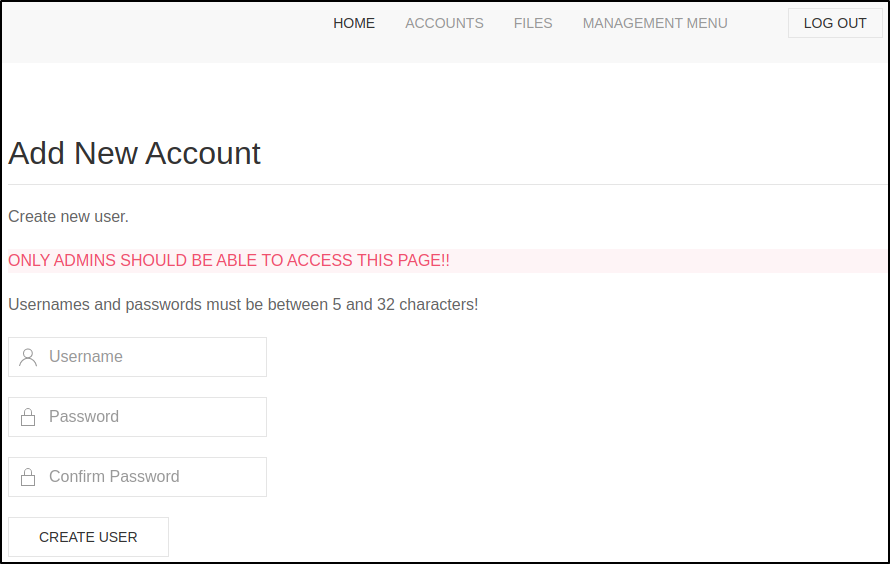 HOME ACCOUNTS FILES MANAGEMENT MENU LOG OUT
Add New Account
Create new user.
ONLY ADMINS SHOULD BE ABLE TO ACCESS THIS PAGE!!
Usernames and passwords must be between 5 and 32 characters!
Username
Password
Confirm Password
CREATE USER